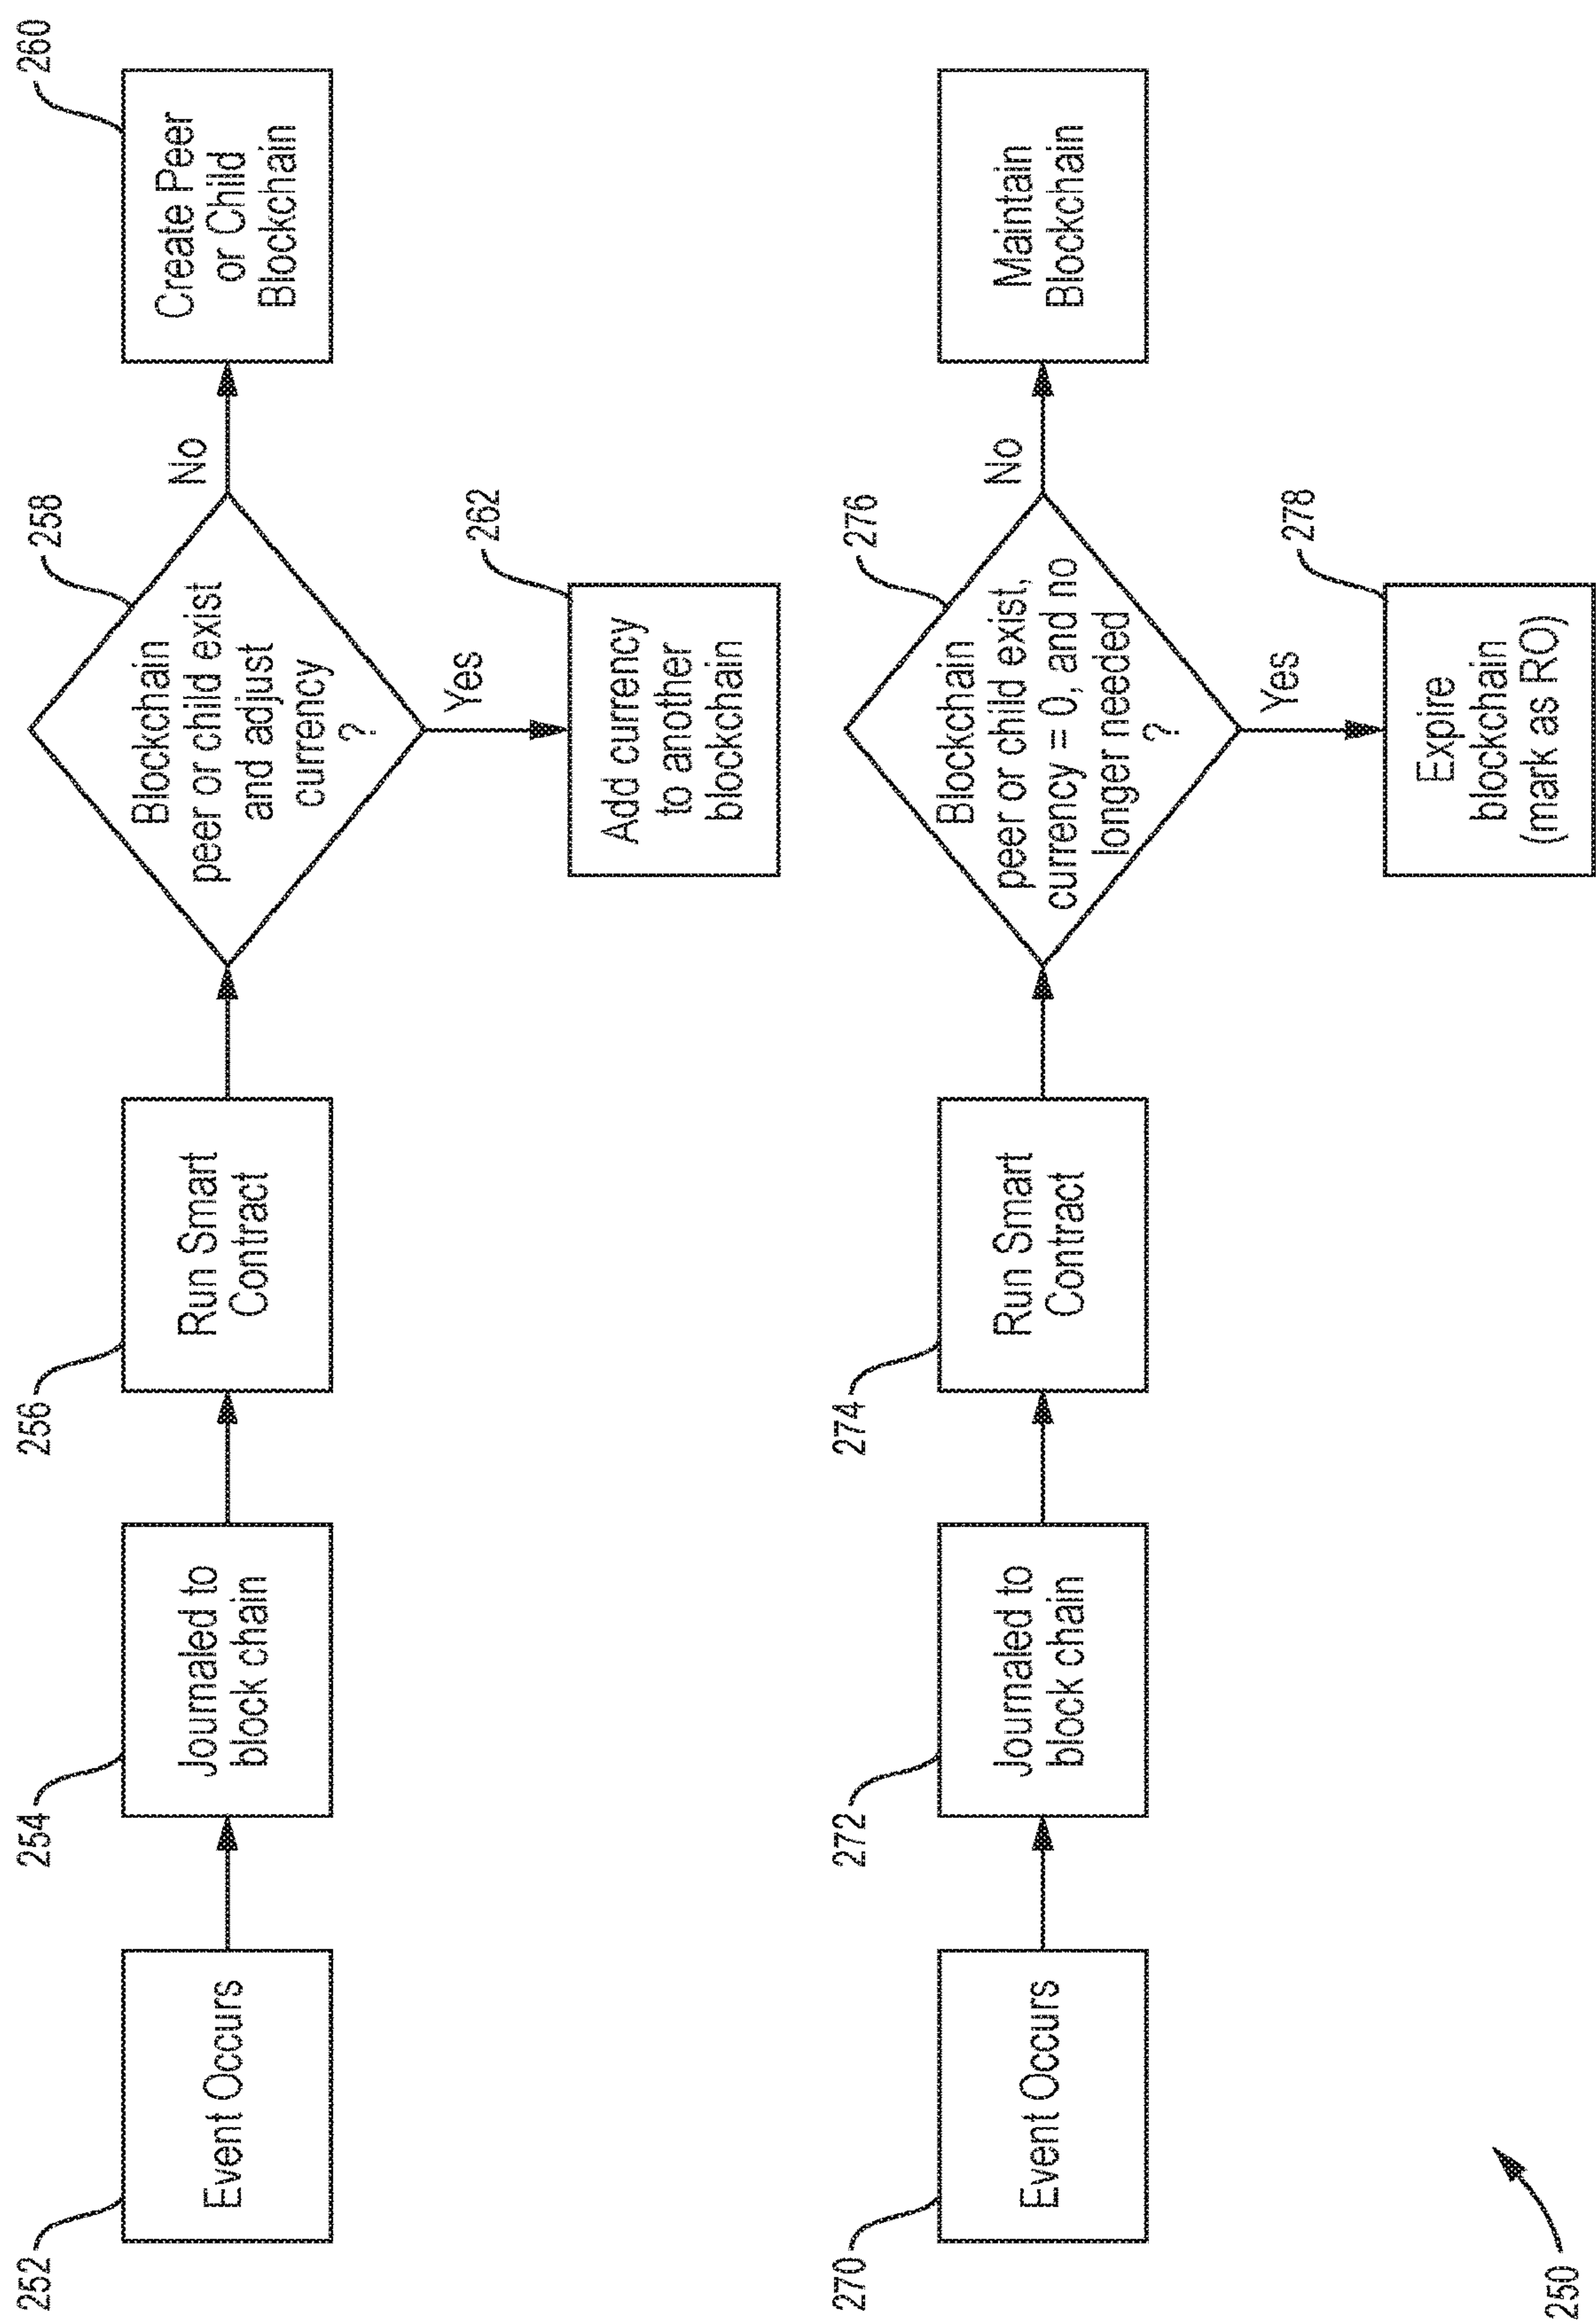 252
Event Occurs
254
Journaled to
block chain
256
Run Smart
Contract
258
Blockchain
peer or child exist
and adjust
currency
?
No
260
Create Peer
or Child
Blockchain
Yes
262
Add currency
to another
blockchain
270
Event Occurs
272
Journaled to
block chain
274
Run Smart
Contract
276
Blockchain
peer or child exist,
currency = 0, and no
longer needed
?
No
Maintain
Blockchain
Yes
278
Expire
blockchain
(mark as RO)
250